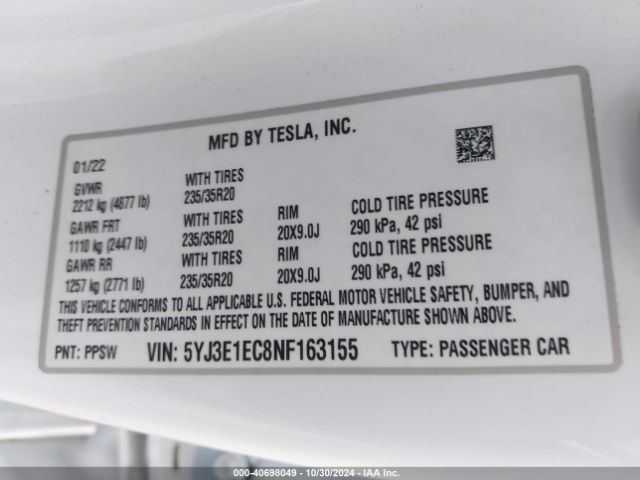 MFD BY TESLA, INC.
01/22
GVWR WITH TIRES
2212 kg (4877 lb) 235/35R20
GAWR FRT WITH TIRES RIM COLD TIRE PRESSURE
1110 kg (2447 lb) 235/35R20 20X9.0J 290 kPa, 42 psi
GAWR RR WITH TIRES RIM COLD TIRE PRESSURE
1257 kg (2771 lb) 235/35R20 20X9.0J 290 kPa, 42 psi
THIS VEHICLE CONFORMS TO ALL APPLICABLE U.S. FEDERAL MOTOR VEHICLE SAFETY, BUMPER, AND
THEFT PREVENTION STANDARDS IN EFFECT ON THE DATE OF MANUFACTURE SHOWN ABOVE.
PNT: PPSW VIN: 5YJ3E1EC8NF163155 TYPE: PASSENGER CAR
000-40698049 - 10/30/2024 - IAA Inc.